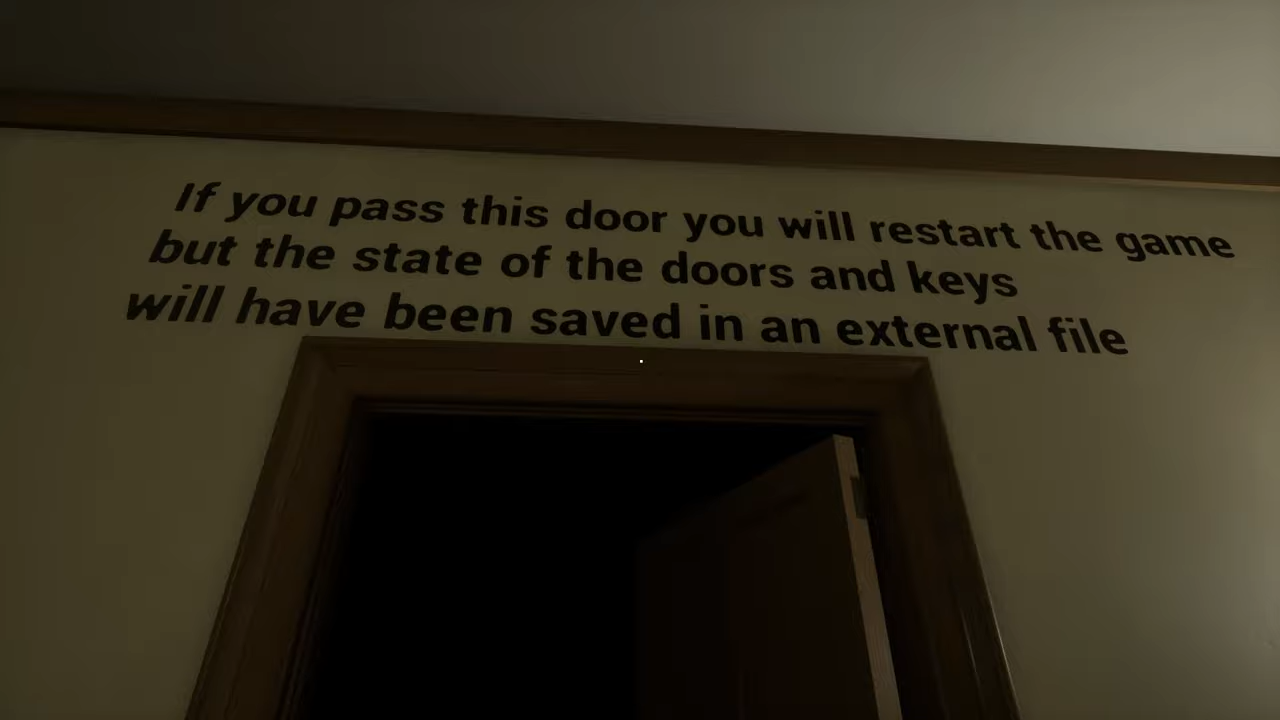 If you pass this door you will restart the game
but the state of the doors and keys
will have been saved in an external file